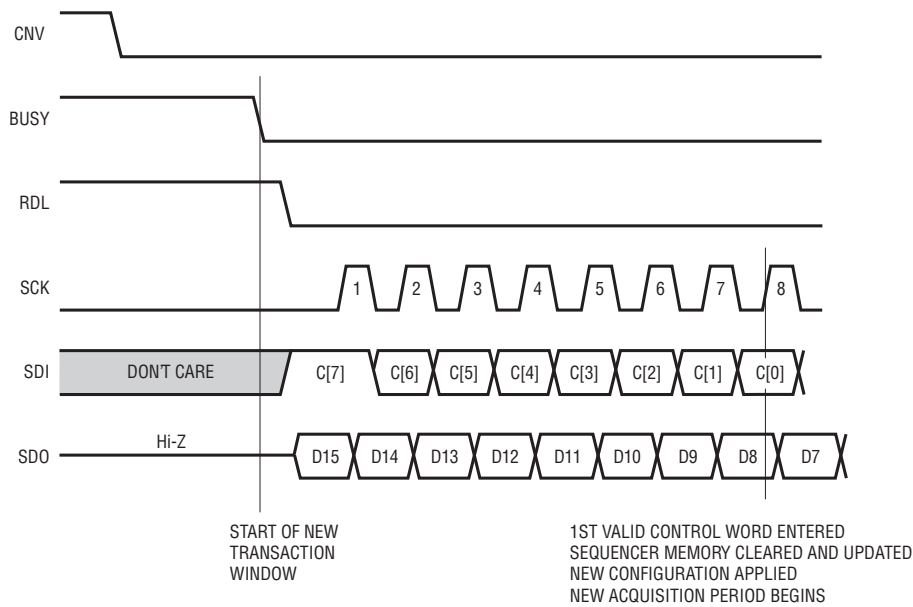 CNV
BUSY
RDL
SCK 1 2 3 4 5 6 7 8
SDI DON'T CARE C[7] C[6] C[5] C[4] C[3] C[2] C[1] C[0]
SDO Hi-Z D15 D14 D13 D12 D11 D10 D9 D8 D7
START OF NEW
TRANSACTION
WINDOW
1ST VALID CONTROL WORD ENTERED
SEQUENCER MEMORY CLEARED AND UPDATED
NEW CONFIGURATION APPLIED
NEW ACQUISITION PERIOD BEGINS